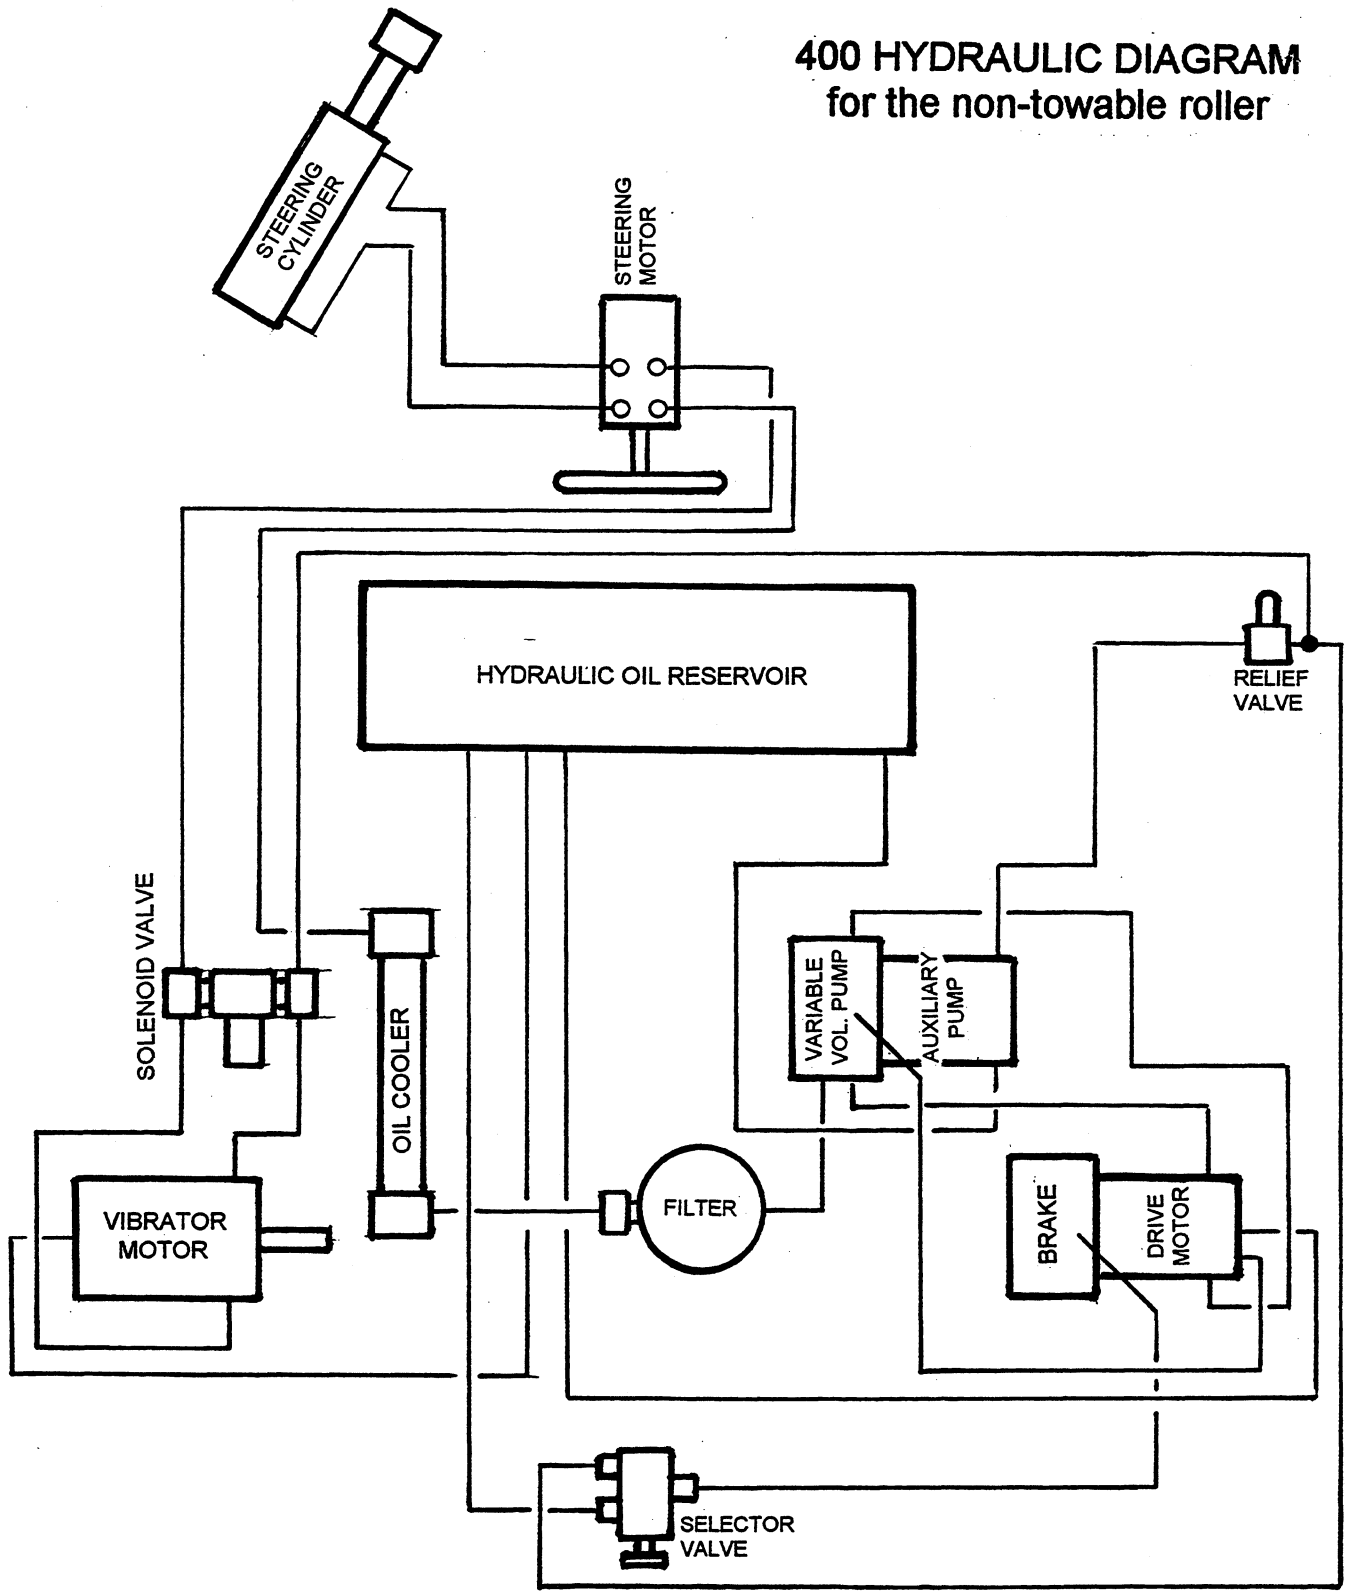 400 HYDRAULIC DIAGRAM
for the non-towable roller
STEERING
CYLINDER
STEERING
MOTOR
HYDRAULIC OIL RESERVOIR
RELIEF
VALVE
SOLENOID VALVE
OIL COOLER
VARIABLE
VOL. PUMP
AUXILIARY
PUMP
FILTER
BRAKE
DRIVE
MOTOR
VIBRATOR
MOTOR
SELECTOR
VALVE